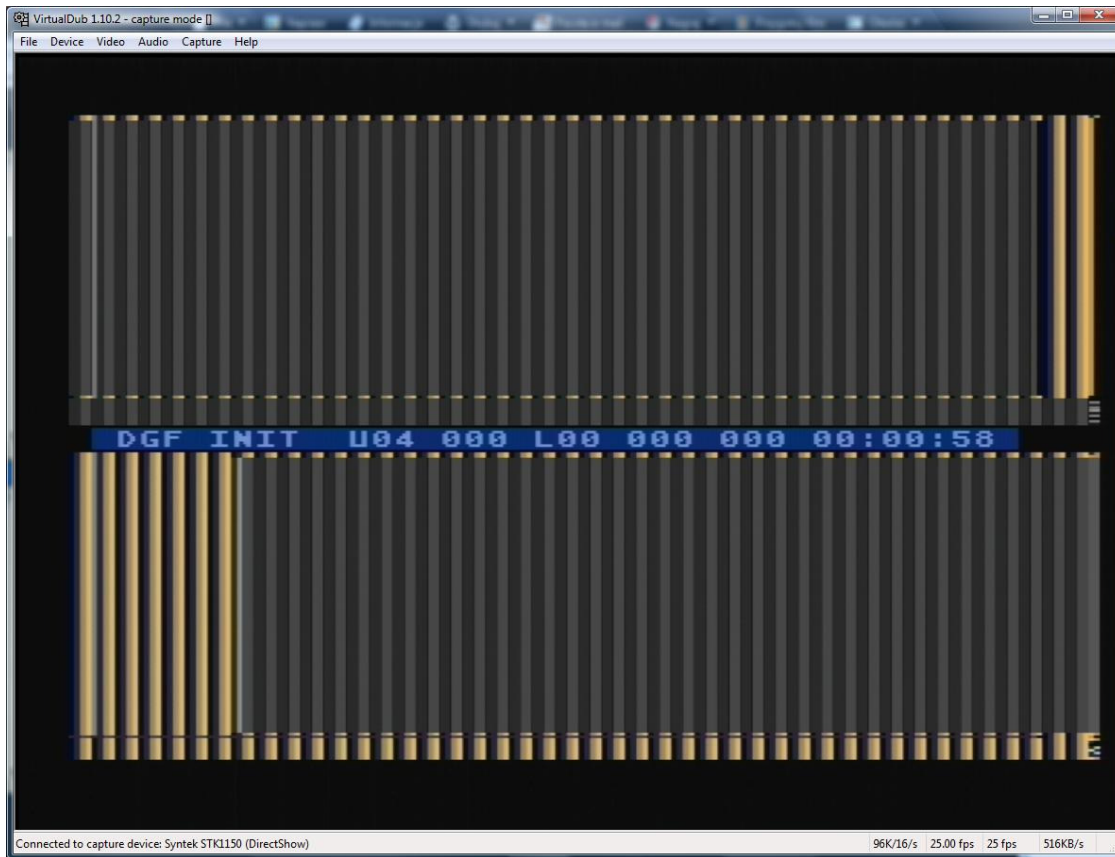 VirtualDub 1.10.2 - capture mode []
File Device Video Audio Capture Help
DGF INIT U04 000 L00 000 000 00:00:58
Connected to capture device: Syntek STK1150 (DirectShow) 96K/16/s 25.00 fps 25 fps 516KB/s